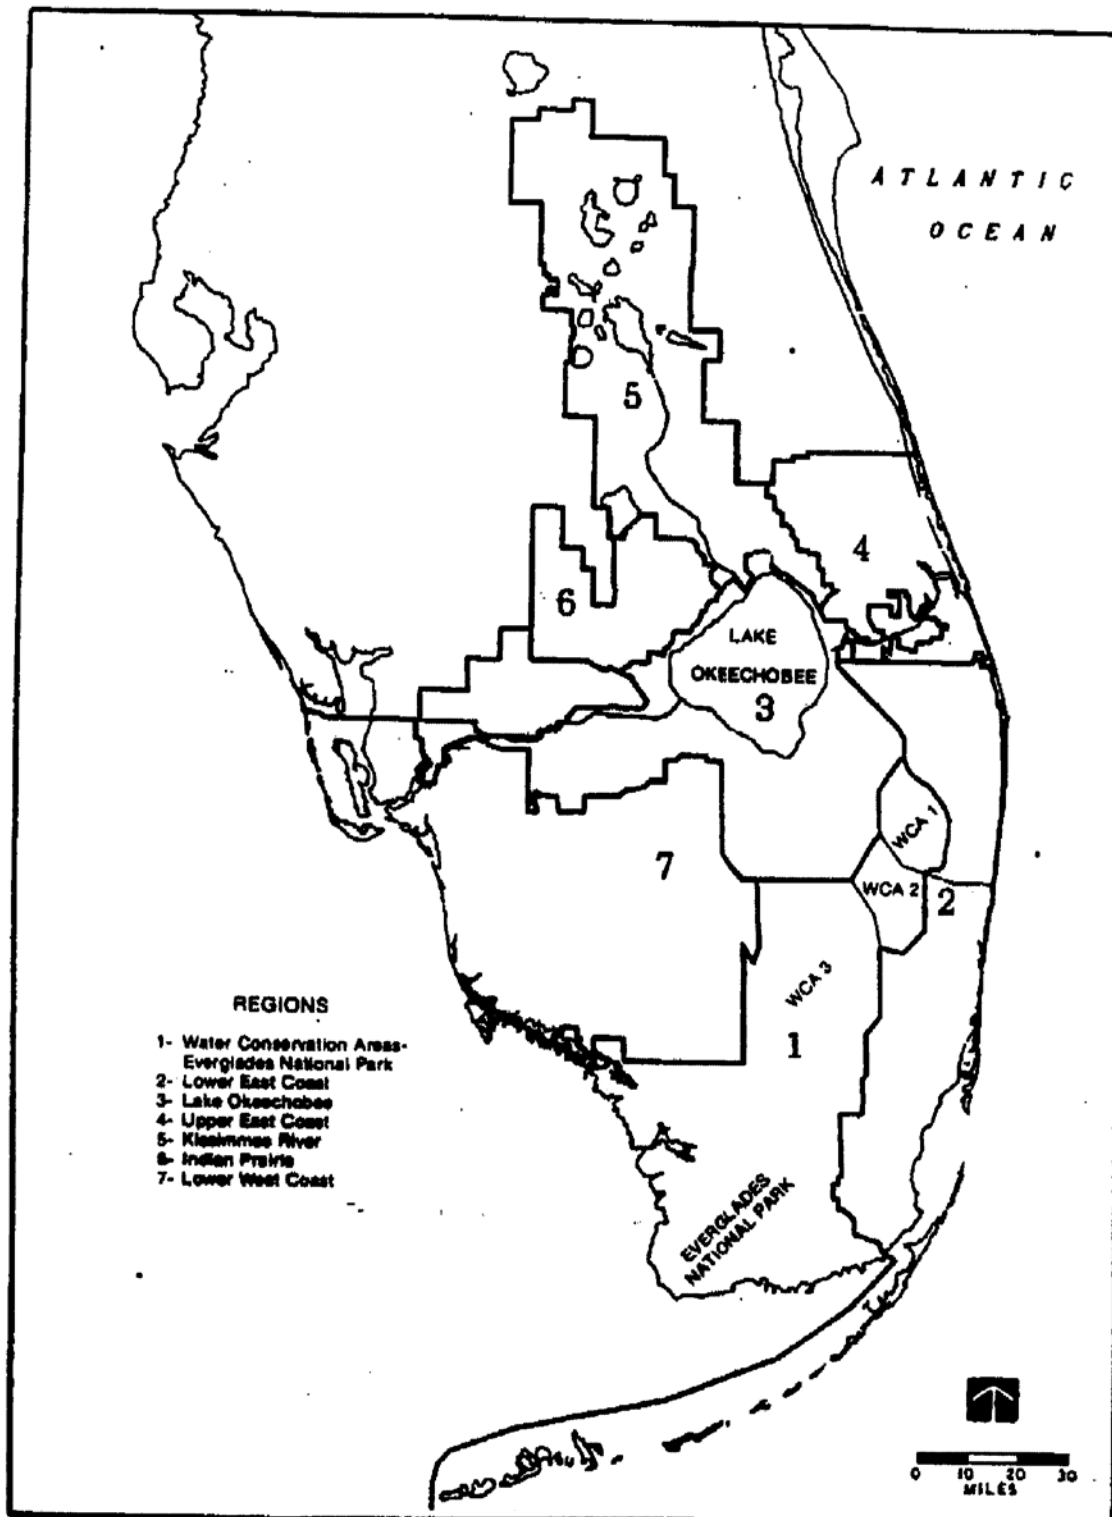 ATLANTIC
OCEAN
5
4
6
LAKE
OKEECHOBEE
3
WCA 1
7
WCA 2
2
WCA 3
REGIONS
1- Water Conservation Areas-
Everglades National Park
2- Lower East Coast
3- Lake Okeechobee
4- Upper East Coast
5- Kissimmee River
6- Indian Prairie
7- Lower West Coast
1
EVERGLADES
NATIONAL PARK
0 10 20 30
MILES